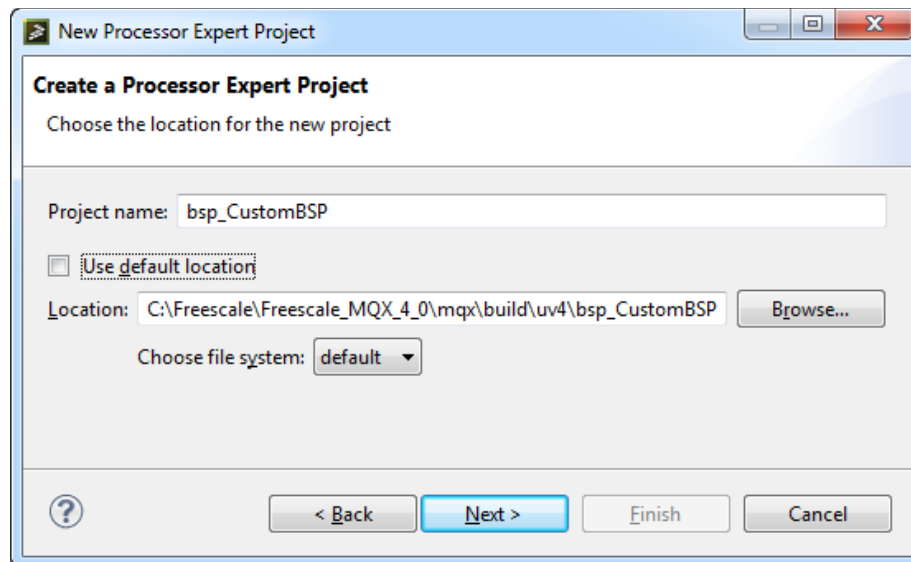 New Processor Expert Project
Create a Processor Expert Project
Choose the location for the new project
Project name: bsp_CustomBSP
Use default location
Location: C:\Freescale\Freescale_MQX_4_0\mqx\build\uv4\bsp_CustomBSP Browse...
Choose file system: default
? < Back Next > Finish Cancel